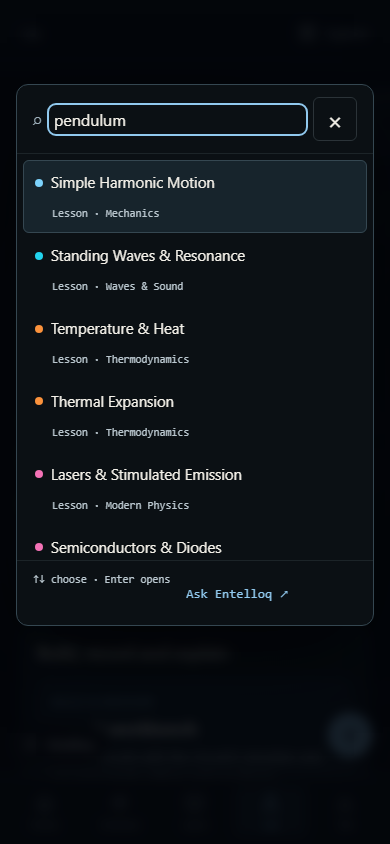 pendulum
Simple Harmonic Motion
Lesson · Mechanics
Standing Waves & Resonance
Lesson · Waves & Sound
Temperature & Heat
Lesson · Thermodynamics
Thermal Expansion
Lesson · Thermodynamics
Lasers & Stimulated Emission
Lesson · Modern Physics
Semiconductors & Diodes
↑↓ choose · Enter opens
Ask Entelloq ↗